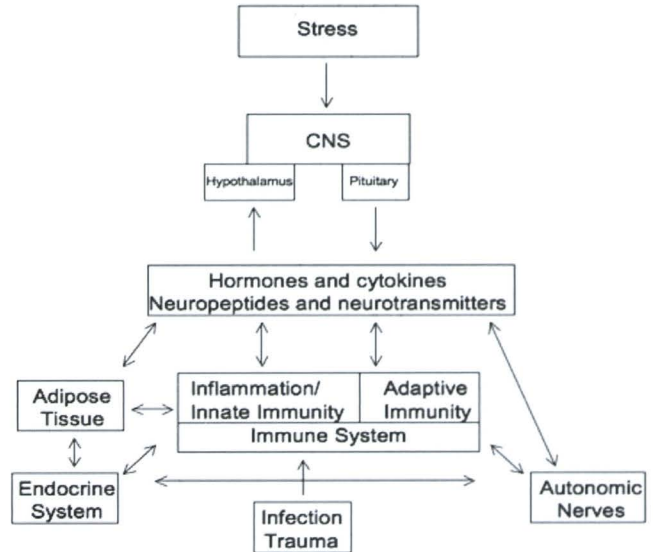 Stress
CNS
Hypothalamus
Pituitary
Hormones and cytokines
Neuropeptides and neurotransmitters
Adipose
Tissue
Inflammation/
Innate Immunity
Adaptive
Immunity
Immune System
Endocrine
System
Infection
Trauma
Autonomic
Nerves